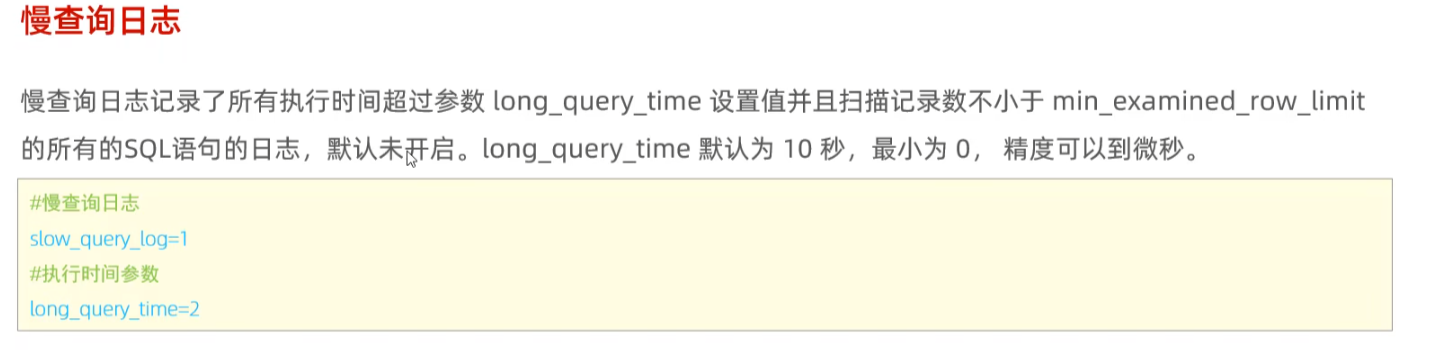 慢查询日志
慢查询日志记录了所有执行时间超过参数 long_query_time 设置值并且扫描记录数不小于 min_examined_row_limit
的所有的SQL语句的日志，默认未开启。long_query_time 默认为 10 秒，最小为 0， 精度可以到微秒。
#慢查询日志
slow_query_log=1
#执行时间参数
long_query_time=2